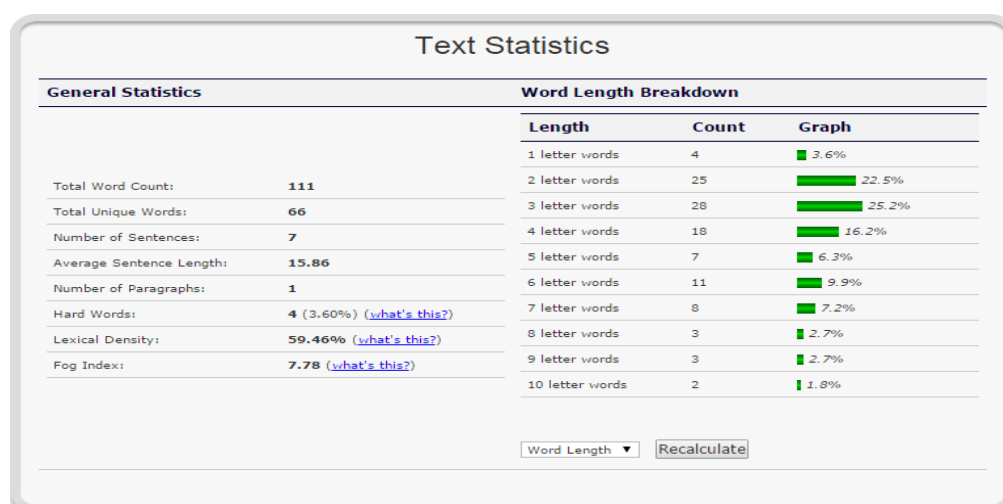 Text Statistics
General Statistics
Total Word Count: 111
Total Unique Words: 66
Number of Sentences: 7
Average Sentence Length: 15.86
Number of Paragraphs: 1
Hard Words: 4 (3.60%) (what's this?)
Lexical Density: 59.46% (what's this?)
Fog Index: 7.78 (what's this?)
Word Length Breakdown
Length Count Graph
1 letter words 4 3.6%
2 letter words 25 22.5%
3 letter words 28 25.2%
4 letter words 18 16.2%
5 letter words 7 6.3%
6 letter words 11 9.9%
7 letter words 8 7.2%
8 letter words 3 2.7%
9 letter words 3 2.7%
10 letter words 2 1.8%
Word Length ▼ Recalculate